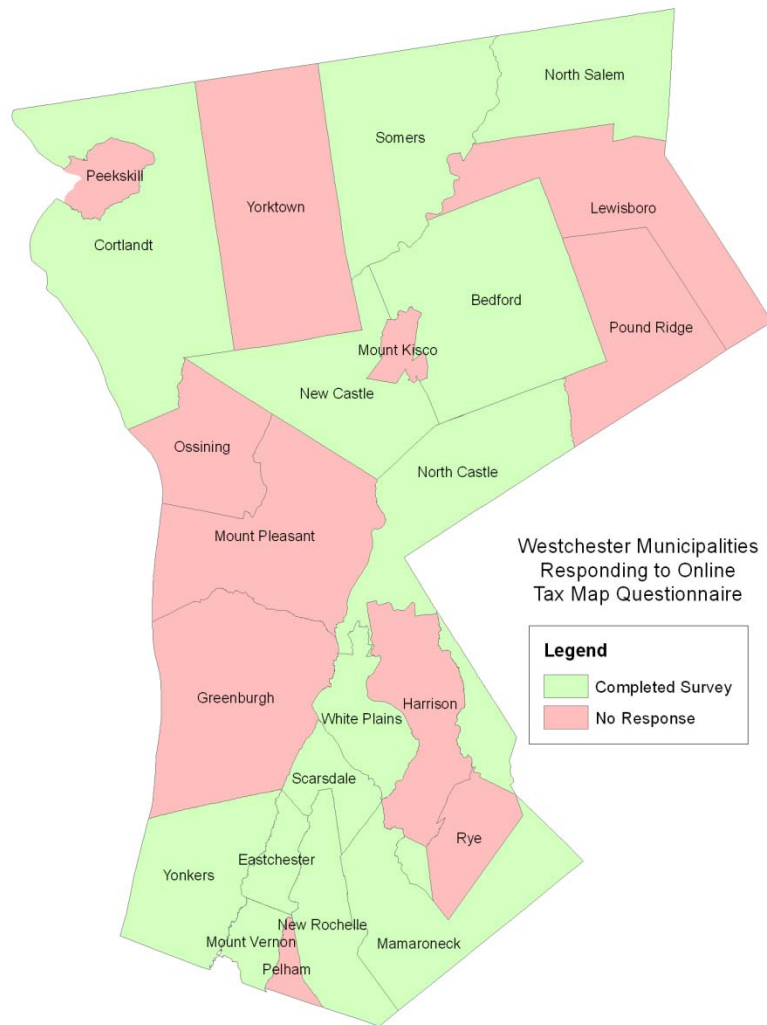 North Salem
Somers
Peekskill
Yorktown
Lewisboro
Cortlandt
Bedford
Pound Ridge
Mount Kisco
New Castle
Ossining
North Castle
Mount Pleasant
Westchester Municipalities
Responding to Online
Tax Map Questionnaire
Legend
Completed Survey
No Response
Greenburgh
Harrison
White Plains
Scarsdale
Rye
Eastchester
Yonkers
New Rochelle
Mount Vernon
Mamaroneck
Pelham